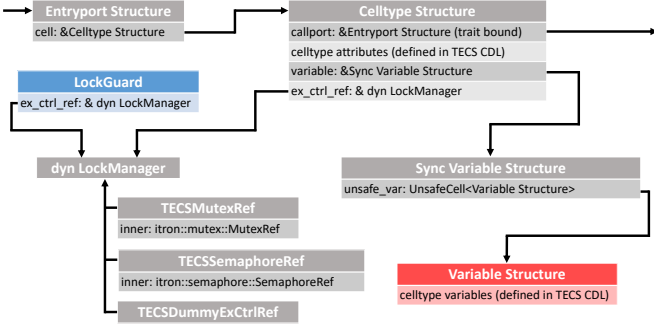 Entryport Structure
cell: &Celltype Structure
Celltype Structure
callport: &Entryport Structure (trait bound)
celltype attributes (defined in TECS CDL)
variable: &Sync Variable Structure
ex_ctrl_ref: & dyn LockManager
LockGuard
ex_ctrl_ref: & dyn LockManager
dyn LockManager
Sync Variable Structure
unsafe_var: UnsafeCell<Variable Structure>
TECSMutexRef
inner: itron::mutex::MutexRef
TECSSemaphoreRef
inner: itron::semaphore::SemaphoreRef
TECSDummyExCtrlRef
Variable Structure
celltype variables (defined in TECS CDL)